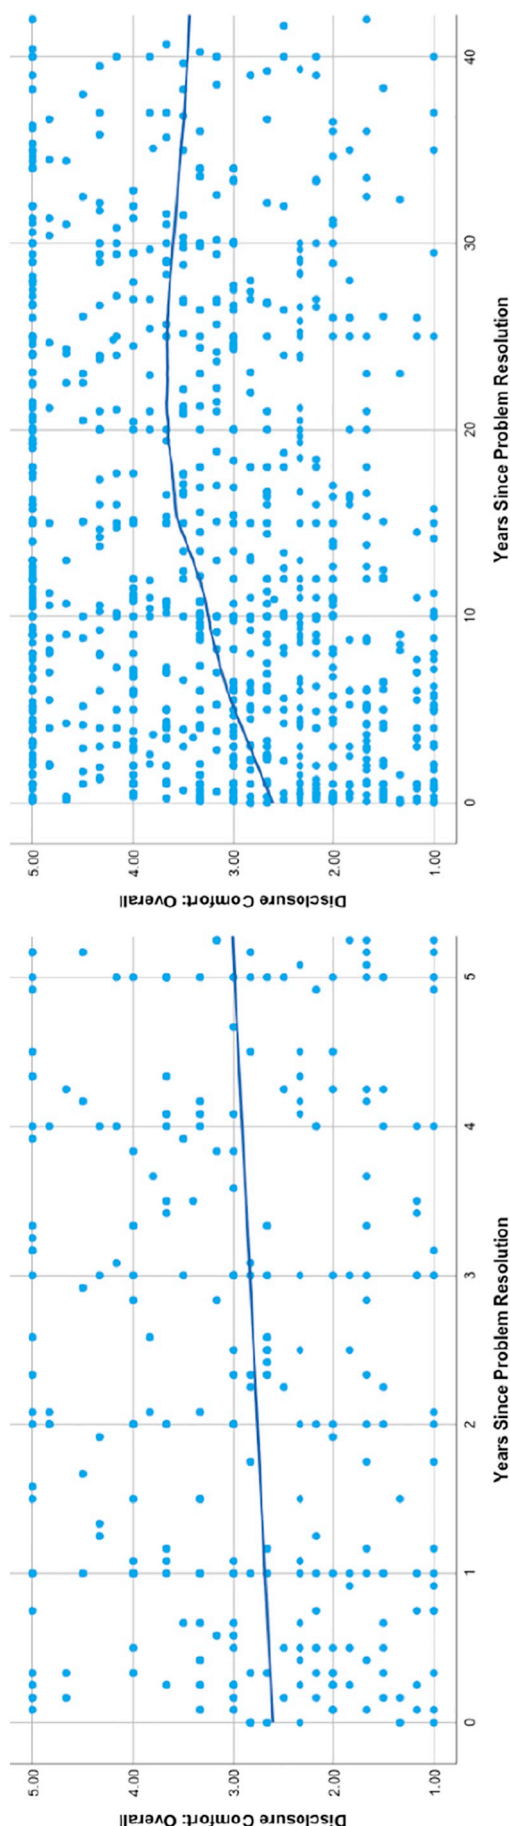 Disclosure Comfort: Overall
5.00
4.00
3.00
2.00
1.00
0 1 2 3 4 5
Years Since Problem Resolution
Disclosure Comfort: Overall
5.00
4.00
3.00
2.00
1.00
0 10 20 30 40
Years Since Problem Resolution